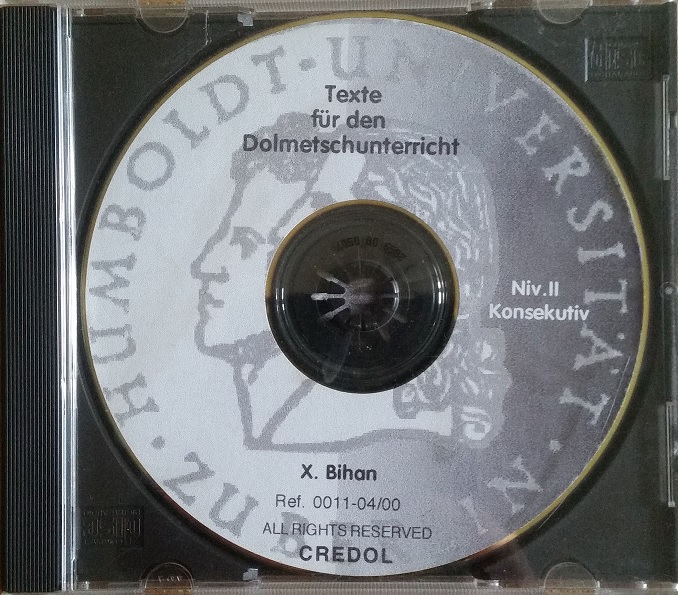 Texte
für den
Dolmetschunterricht
Niv.II
Konsekutiv
X. Bihan
Ref. 0011-04/00
ALL RIGHTS RESERVED
CREDOL
HUMBOLDT·UNIVERSITÄT·
ZU·